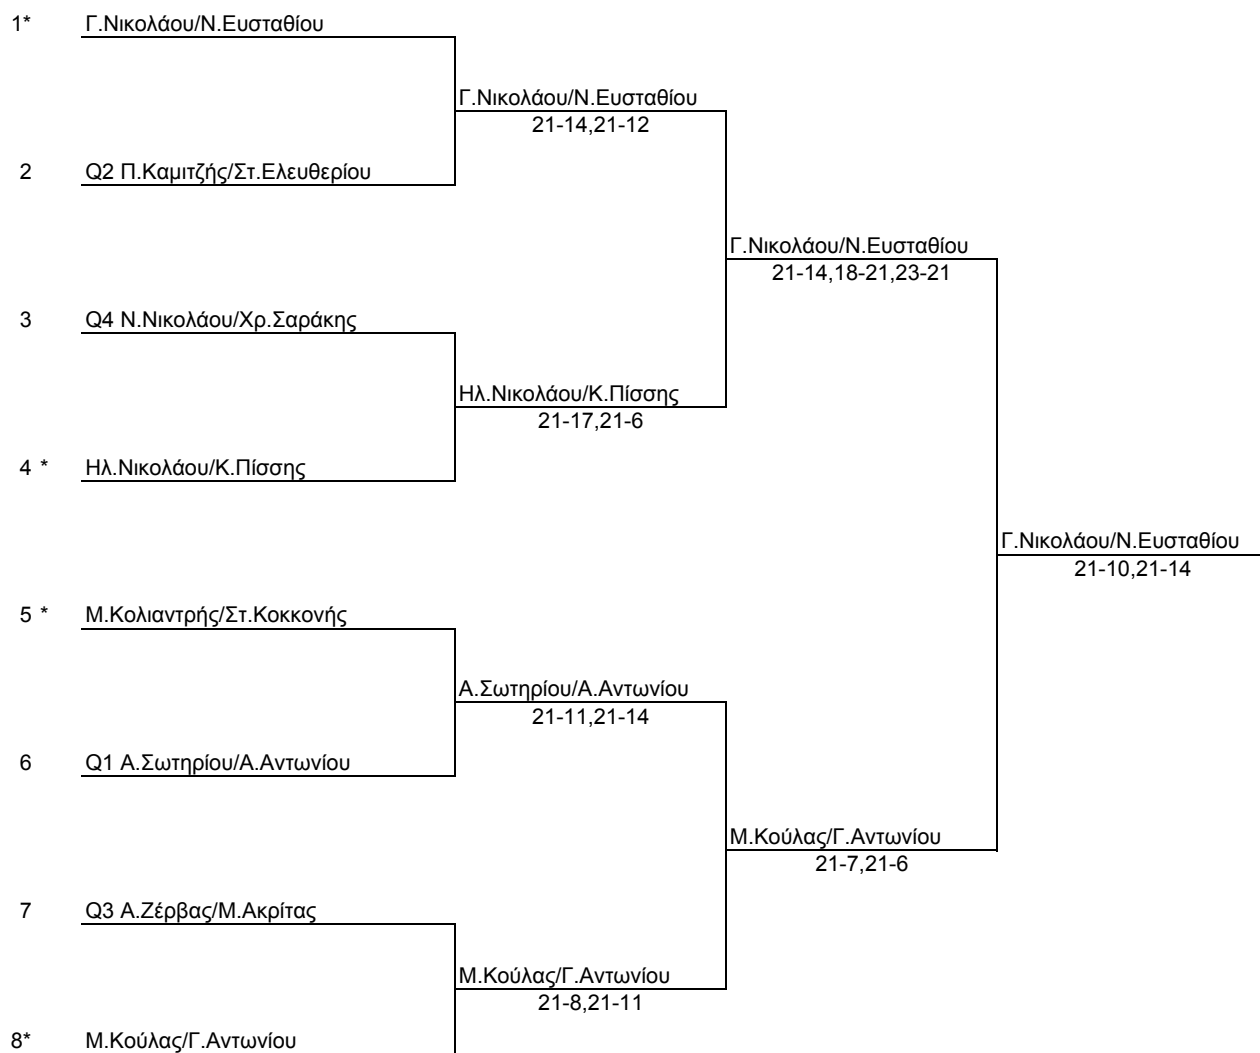 1* Γ.Νικολάου/Ν.Ευσταθίου
Γ.Νικολάου/Ν.Ευσταθίου
21-14,21-12
2 Q2 Π.Καμιτζής/Στ.Ελευθερίου
Γ.Νικολάου/Ν.Ευσταθίου
21-14,18-21,23-21
3 Q4 Ν.Νικολάου/Χρ.Σαράκης
Ηλ.Νικολάου/Κ.Πίσσης
21-17,21-6
4 * Ηλ.Νικολάου/Κ.Πίσσης
Γ.Νικολάου/Ν.Ευσταθίου
21-10,21-14
5 * Μ.Κολιαντρής/Στ.Κοκκονής
Α.Σωτηρίου/Α.Αντωνίου
21-11,21-14
6 Q1 Α.Σωτηρίου/Α.Αντωνίου
Μ.Κούλας/Γ.Αντωνίου
21-7,21-6
7 Q3 Α.Ζέρβας/Μ.Ακρίτας
Μ.Κούλας/Γ.Αντωνίου
21-8,21-11
8* Μ.Κούλας/Γ.Αντωνίου